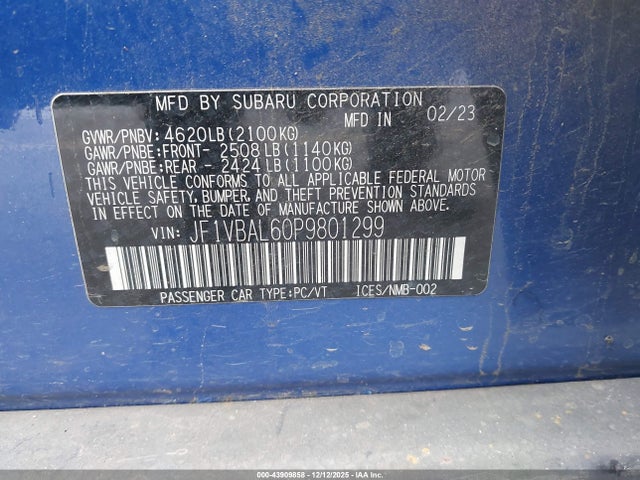 MFD BY SUBARU CORPORATION
MFD IN 02/23
GVWR/PNBV: 4620LB(2100KG)
GAWR/PNBE:FRONT- 2508LB(1140KG)
GAWR/PNBE:REAR - 2424LB(1100KG)
THIS VEHICLE CONFORMS TO ALL APPLICABLE FEDERAL MOTOR
VEHICLE SAFETY, BUMPER, AND THEFT PREVENTION STANDARDS
IN EFFECT ON THE DATE OF MANUFACTURE SHOWN ABOVE.
VIN: JF1VBAL60P9801299
PASSENGER CAR TYPE:PC/VT ICES/NMB-002
000-43909858 - 12/12/2025 - IAA Inc.